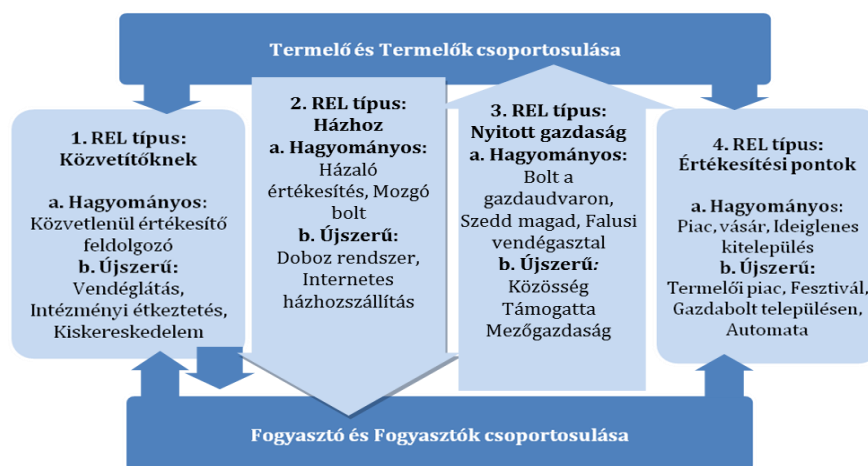 Termelő és Termelők csoportosulása
1. REL típus:
Közvetítőknek
a. Hagyományos:
Közvetlenül értékesítő
feldolgozó
b. Újszerű:
Vendéglátás,
Intézményi étkeztetés,
Kiskereskedelem
2. REL típus:
Házhoz
a. Hagyományos:
Házaló
értékesítés, Mozgó
bolt
b. Újszerű:
Doboz rendszer,
Internetes
házhozszállítás
3. REL típus:
Nyitott gazdaság
a. Hagyományos:
Bolt a
gazdaudvaron,
Szedd magad, Falusi
vendégasztal
b. Újszerű:
Közösség
Támogatta
Mezőgazdaság
4. REL típus:
Értékesítési pontok
a. Hagyományos:
Piac, vásár, Ideiglenes
kitelepülés
b. Újszerű:
Termelői piac, Fesztivál,
Gazdabolt településen,
Automata
Fogyasztó és Fogyasztók csoportosulása